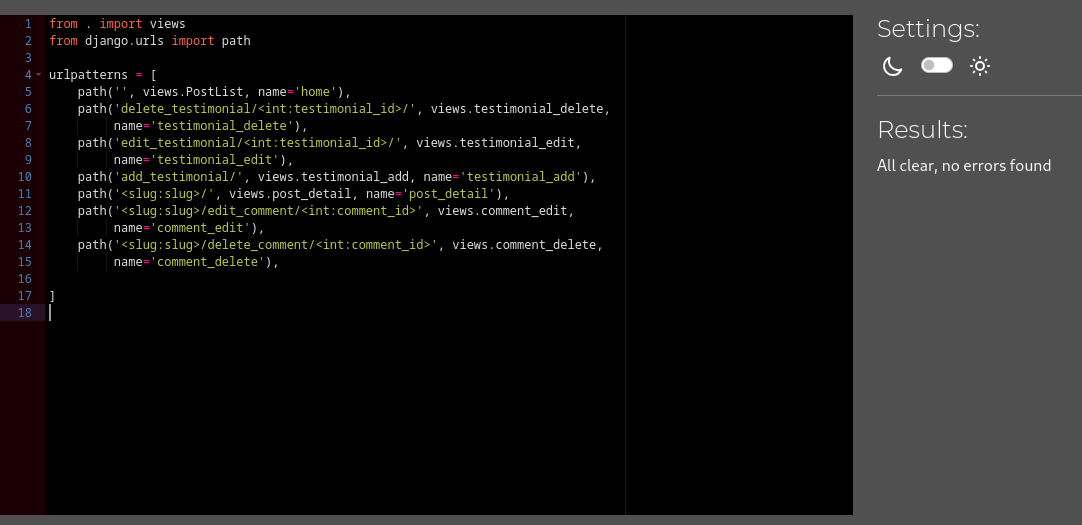 1 from . import views
2 from django.urls import path
3
4 urlpatterns = [
5     path('', views.PostList, name='home'),
6     path('delete_testimonial/<int:testimonial_id>/', views.testimonial_delete,
7          name='testimonial_delete'),
8     path('edit_testimonial/<int:testimonial_id>/', views.testimonial_edit,
9          name='testimonial_edit'),
10     path('add_testimonial/', views.testimonial_add, name='testimonial_add'),
11     path('<slug:slug>/', views.post_detail, name='post_detail'),
12     path('<slug:slug>/edit_comment/<int:comment_id>', views.comment_edit,
13          name='comment_edit'),
14     path('<slug:slug>/delete_comment/<int:comment_id>', views.comment_delete,
15          name='comment_delete'),
16
17 ]
18
Settings:
Results:
All clear, no errors found